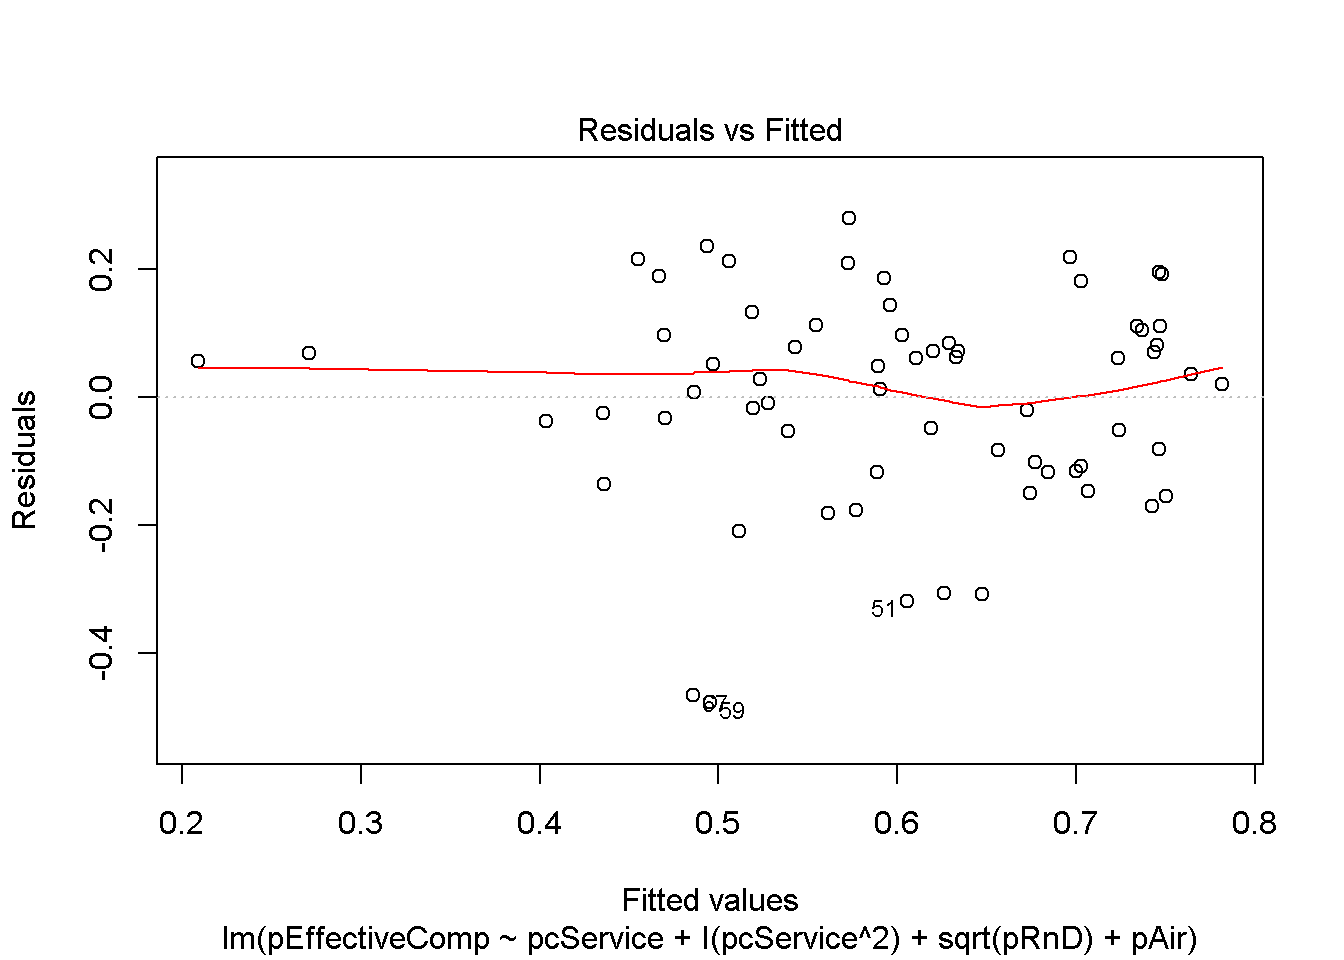 Residuals vs Fitted
Residuals
0.2
0.0
-0.2
-0.4
51
67
59
0.2 0.3 0.4 0.5 0.6 0.7 0.8
Fitted values
lm(pEffectiveComp ~ pcService + I(pcService^2) + sqrt(pRnD) + pAir)